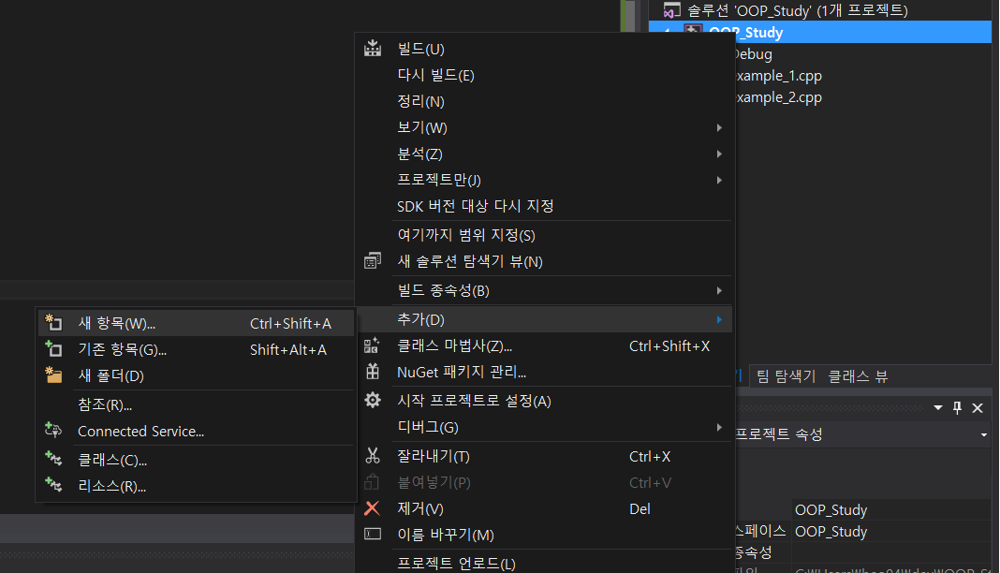 솔루션 'OOP_Study' (1개 프로젝트)
OOP_Study
Debug
example_1.cpp
example_2.cpp
빌드(U)
다시 빌드(E)
정리(N)
보기(W)
분석(Z)
프로젝트만(J)
SDK 버전 대상 다시 지정
여기까지 범위 지정(S)
새 솔루션 탐색기 뷰(N)
빌드 종속성(B)
추가(D)
클래스 마법사(Z)... Ctrl+Shift+X
NuGet 패키지 관리...
시작 프로젝트로 설정(A)
디버그(G)
잘라내기(T) Ctrl+X
붙여넣기(P) Ctrl+V
제거(V) Del
이름 바꾸기(M)
프로젝트 언로드(L)
새 항목(W)... Ctrl+Shift+A
기존 항목(G)... Shift+Alt+A
새 폴더(D)
참조(R)...
Connected Service...
클래스(C)...
리소스(R)...
팀 탐색기 클래스 뷰
프로젝트 속성
OOP_Study
스페이스 OOP_Study
종속성